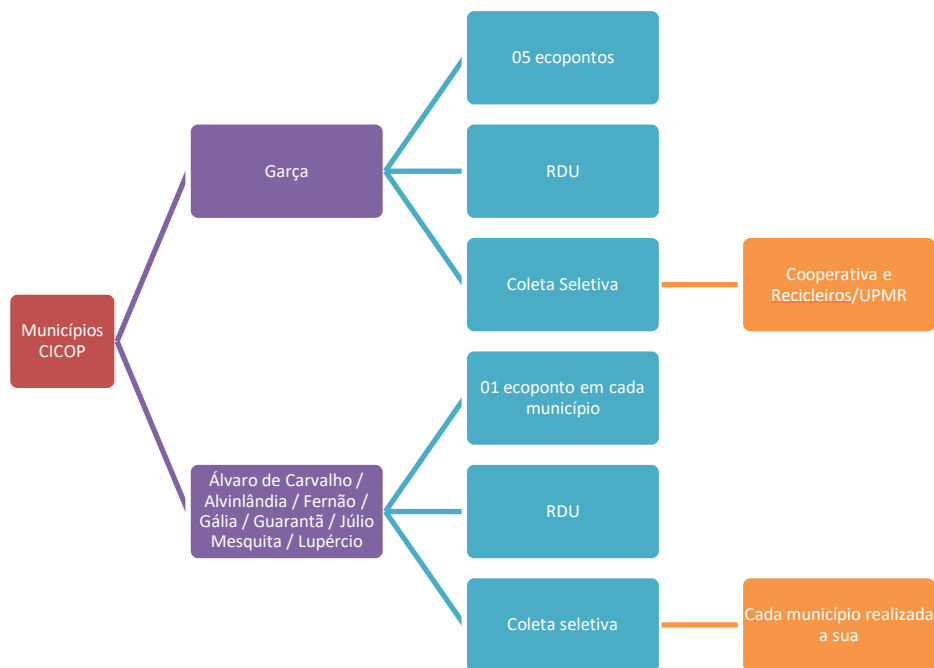 Municípios
CICOP
Garça
05 ecopontos
RDU
Coleta Seletiva
Cooperativa e
Recicleiros/UPMR
Álvaro de Carvalho /
Alvinlândia / Fernão /
Gália / Guarantã / Júlio
Mesquita / Lupércio
01 ecoponto em cada
município
RDU
Coleta seletiva
Cada município realizada
a sua